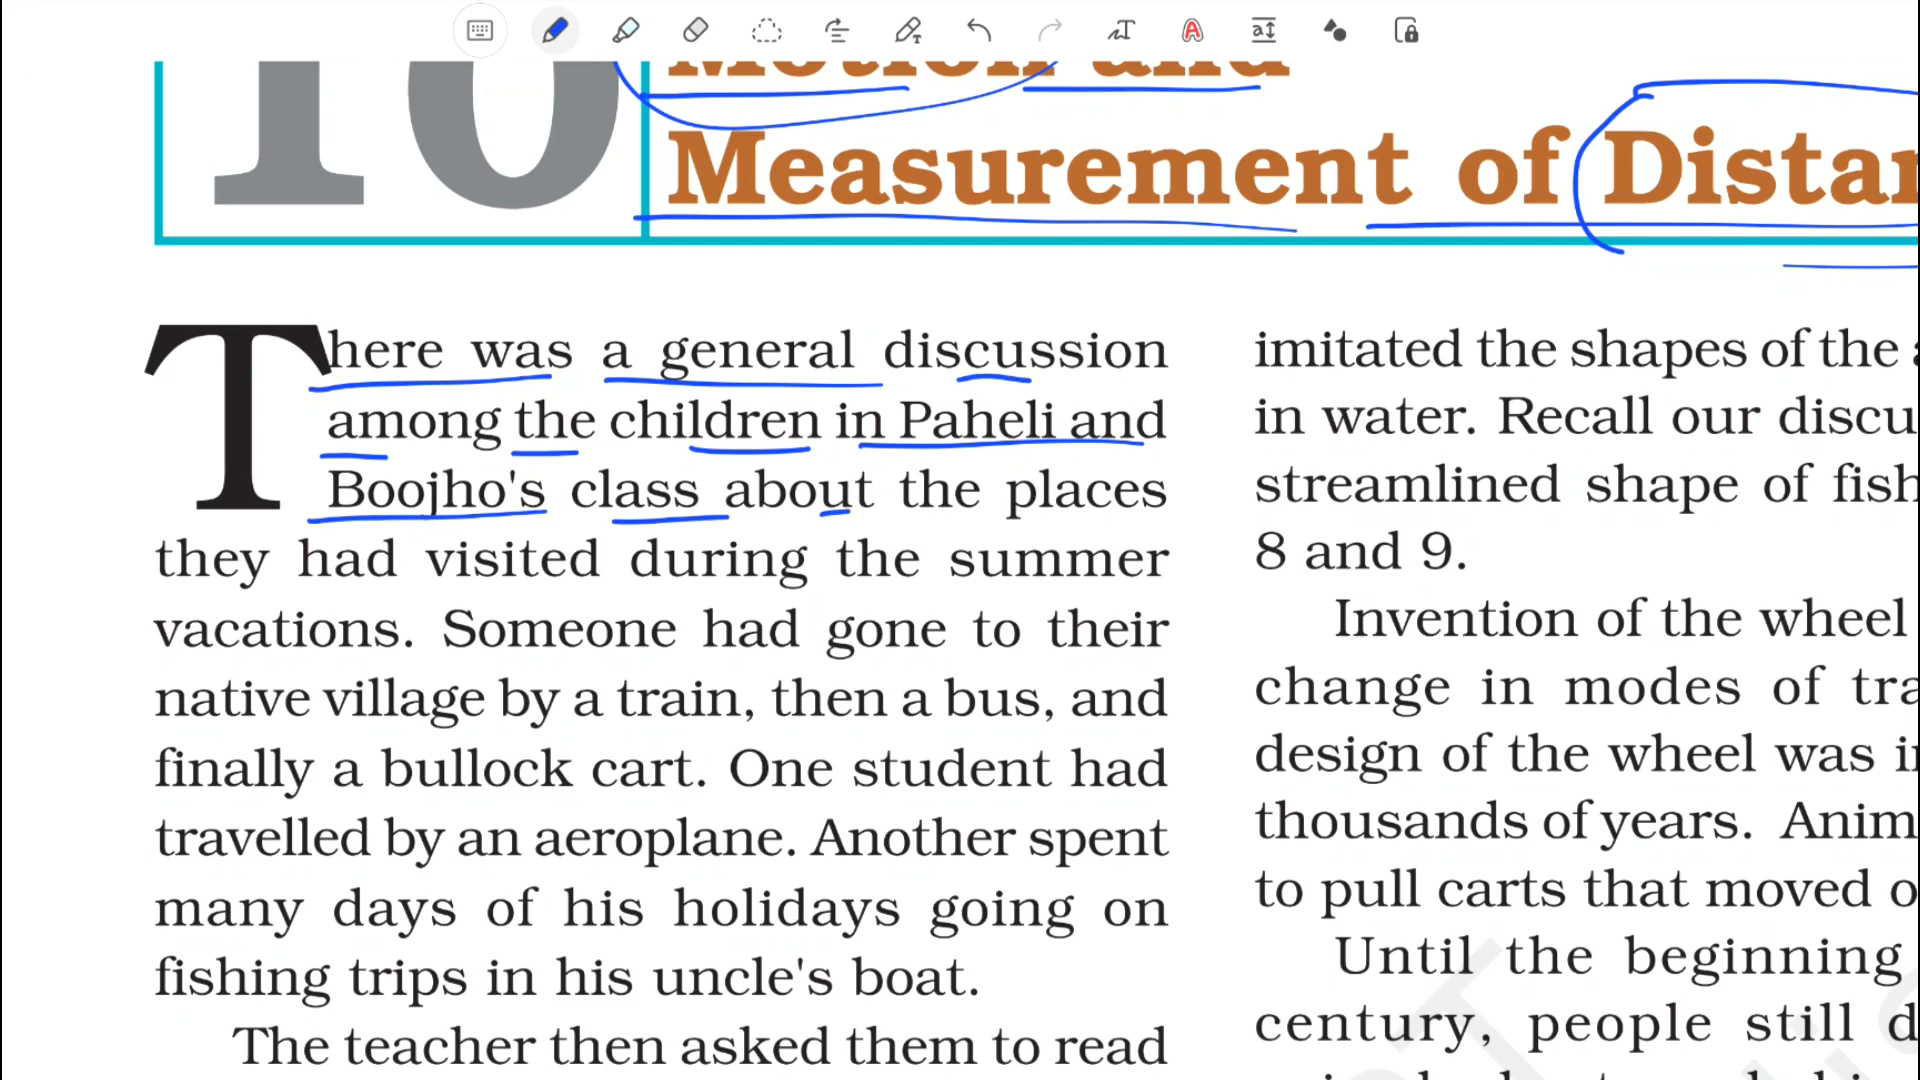 10
Motion and
Measurement of Distan
There was a general discussion
among the children in Paheli and
Boojho's class about the places
they had visited during the summer
vacations. Someone had gone to their
native village by a train, then a bus, and
finally a bullock cart. One student had
travelled by an aeroplane. Another spent
many days of his holidays going on
fishing trips in his uncle's boat.
The teacher then asked them to read
imitated the shapes of the
in water. Recall our discu
streamlined shape of fish
8 and 9.
Invention of the wheel
change in modes of tra
design of the wheel was
thousands of years. Anim
to pull carts that moved
Until the beginning
century, people still